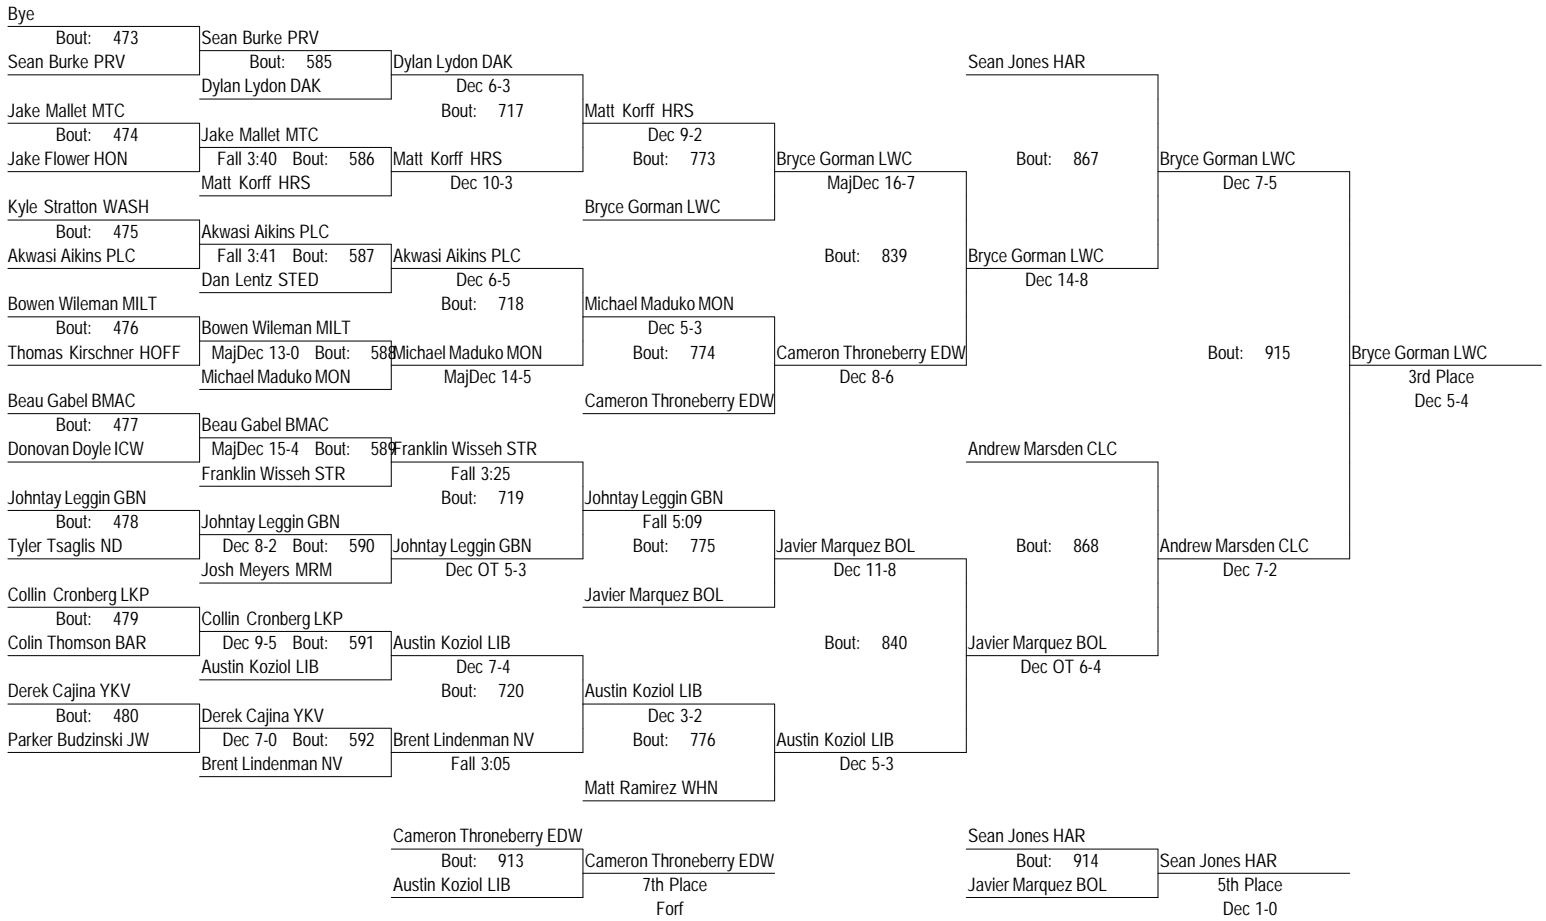 Bye
Bout: 473 Sean Burke PRV
Sean Burke PRV Bout: 585 Dylan Lydon DAK Sean Jones HAR
Dylan Lydon DAK Dec 6-3
Jake Mallet MTC Bout: 717 Matt Korff HRS
Bout: 474 Jake Mallet MTC Dec 9-2
Jake Flower HON Fall 3:40 Bout: 586 Matt Korff HRS Bout: 773 Bryce Gorman LWC Bout: 867 Bryce Gorman LWC
Matt Korff HRS Dec 10-3 MajDec 16-7 Dec 7-5
Kyle Stratton WASH Bryce Gorman LWC
Bout: 475 Akwasi Aikins PLC
Akwasi Aikins PLC Fall 3:41 Bout: 587 Akwasi Aikins PLC Bout: 839 Bryce Gorman LWC
Dan Lentz STED Dec 6-5 Dec 14-8
Bowen Wileman MILT Bout: 718 Michael Maduko MON
Bout: 476 Bowen Wileman MILT Dec 5-3
Thomas Kirschner HOFF MajDec 13-0 Bout: 588 Michael Maduko MON Bout: 774 Cameron Throneberry EDW Bout: 915 Bryce Gorman LWC
Michael Maduko MON MajDec 14-5 Dec 8-6 3rd Place
Beau Gabel BMAC Cameron Throneberry EDW Dec 5-4
Bout: 477 Beau Gabel BMAC
Donovan Doyle ICW MajDec 15-4 Bout: 589 Franklin Wisseh STR Andrew Marsden CLC
Franklin Wisseh STR Fall 3:25
Johntay Leggin GBN Bout: 719 Johntay Leggin GBN
Bout: 478 Johntay Leggin GBN Fall 5:09
Tyler Tsaglis ND Dec 8-2 Bout: 590 Johntay Leggin GBN Bout: 775 Javier Marquez BOL Bout: 868 Andrew Marsden CLC
Josh Meyers MRM Dec OT 5-3 Dec 11-8 Dec 7-2
Collin Cronberg LKP Javier Marquez BOL
Bout: 479 Collin Cronberg LKP
Colin Thomson BAR Dec 9-5 Bout: 591 Austin Koziol LIB Bout: 840 Javier Marquez BOL
Austin Koziol LIB Dec 7-4 Dec OT 6-4
Derek Cajina YKV Bout: 720 Austin Koziol LIB
Bout: 480 Derek Cajina YKV Dec 3-2
Parker Budzinski JW Dec 7-0 Bout: 592 Brent Lindenman NV Bout: 776 Austin Koziol LIB
Brent Lindenman NV Fall 3:05 Dec 5-3
Matt Ramirez WHN
Cameron Throneberry EDW Sean Jones HAR
Bout: 913 Cameron Throneberry EDW Bout: 914 Sean Jones HAR
Austin Koziol LIB 7th Place Javier Marquez BOL 5th Place
Forf Dec 1-0